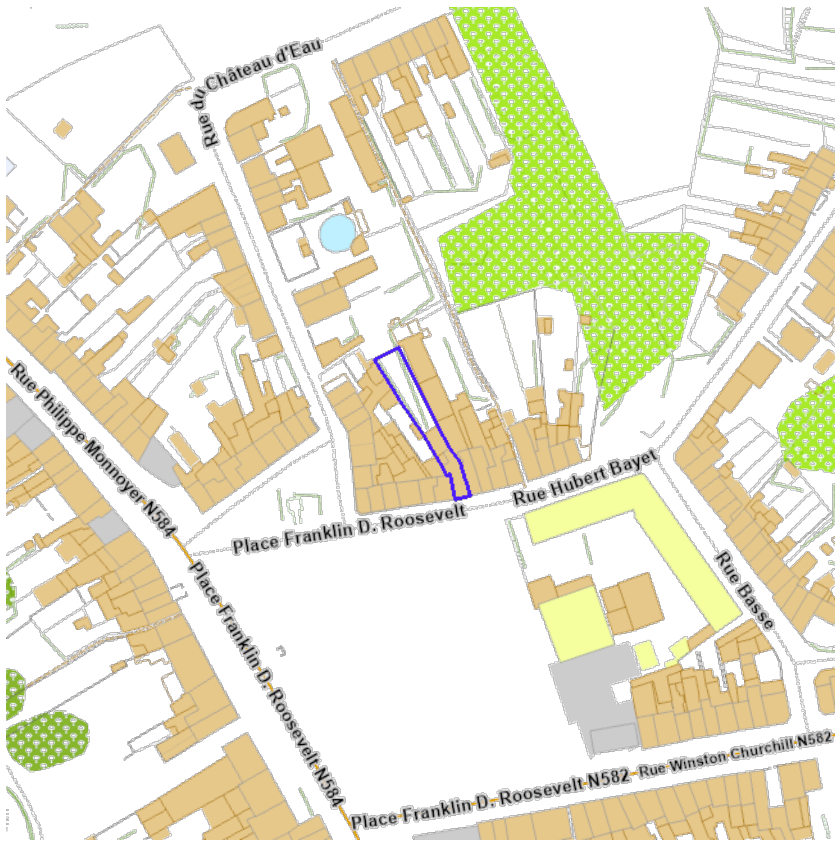 Rue du Château d'Eau
Rue Philippe Monnoyer N584
Rue Hubert Bayet
Place Franklin D. Roosevelt
Rue Basse
Place Franklin D. Roosevelt N584
Rue Winston Churchill N582
Place Franklin D. Roosevelt N582